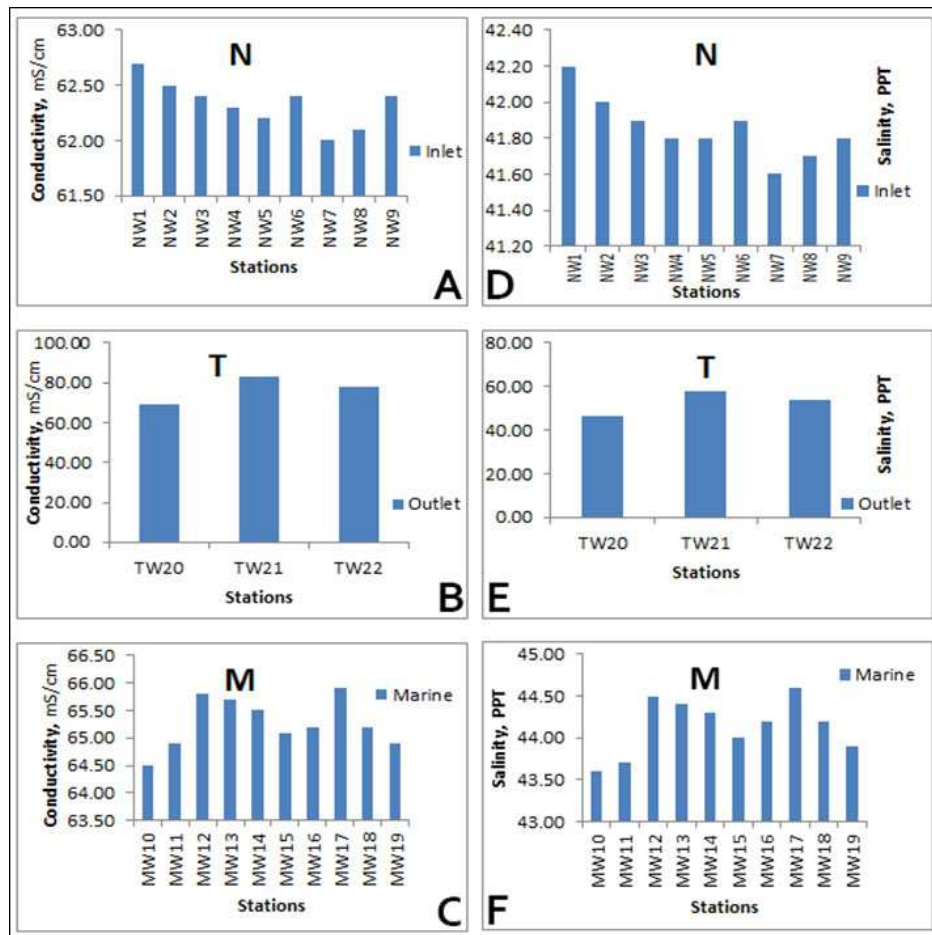 63.00
62.50
62.00
61.50
Conductivity, mS/cm
N
Inlet
NW1 NW2 NW3 NW4 NW5 NW6 NW7 NW8 NW9
Stations
A
42.40
42.20
42.00
41.80
41.60
41.40
41.20
N
Salinity, PPT
Inlet
NW1 NW2 NW3 NW4 NW5 NW6 NW7 NW8 NW9
Stations
D
100.00
80.00
60.00
40.00
20.00
0.00
Conductivity, mS/cm
T
Outlet
TW20 TW21 TW22
Stations
B
80.00
60.00
40.00
20.00
0.00
T
Salinity, PPT
Outlet
TW20 TW21 TW22
Stations
E
66.50
66.00
65.50
65.00
64.50
64.00
63.50
Conductivity, mS/cm
M
Marine
MW10 MW11 MW12 MW13 MW14 MW15 MW16 MW17 MW18 MW19
Stations
C
45.00
44.50
44.00
43.50
43.00
Salinity, PPT
M
Marine
MW10 MW11 MW12 MW13 MW14 MW15 MW16 MW17 MW18 MW19
Stations
F